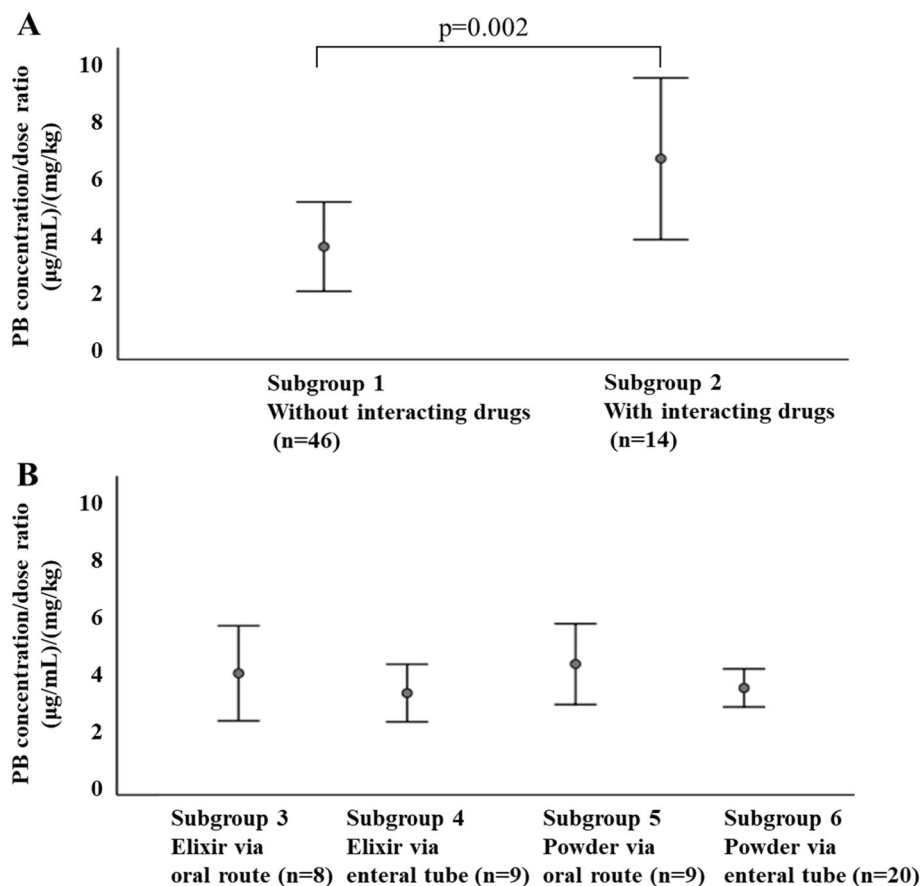 A
p=0.002
PB concentration/dose ratio
(μg/mL)/(mg/kg)
10
8
6
4
2
0
Subgroup 1
Without interacting drugs
(n=46)
Subgroup 2
With interacting drugs
(n=14)
B
PB concentration/dose ratio
(μg/mL)/(mg/kg)
10
8
6
4
2
0
Subgroup 3
Elixir via
oral route (n=8)
Subgroup 4
Elixir via
enteral tube (n=9)
Subgroup 5
Powder via
oral route (n=9)
Subgroup 6
Powder via
enteral tube (n=20)